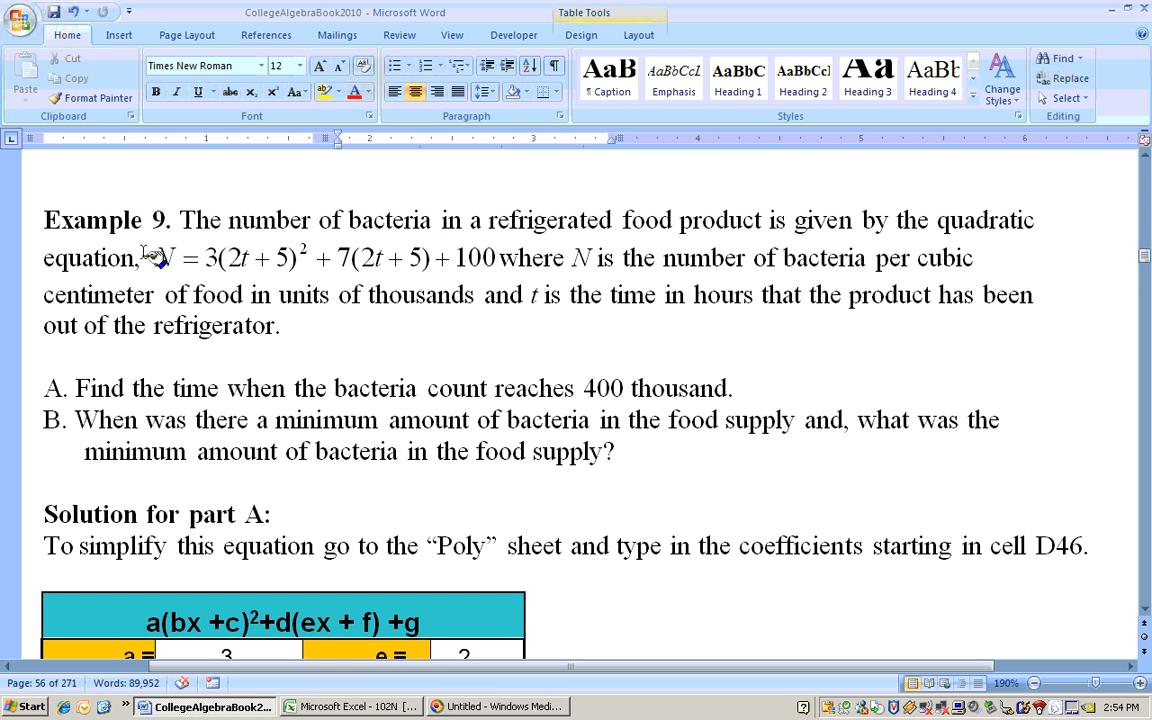 CollegeAlgebraBook2010 - Microsoft Word
Table Tools
Home Insert Page Layout References Mailings Review View Developer Design Layout
Paste
Cut
Copy
Format Painter
Clipboard
Times New Roman 12
Font
Paragraph
AaB AaBbCcL AaBbC AaBbCcI Aa AaBb
¶ Caption Emphasis Heading 1 Heading 2 Heading 3 Heading 4
Change Styles
Styles
Find
Replace
Select
Editing
1 2 3 4 5 6
Example 9. The number of bacteria in a refrigerated food product is given by the quadratic
equation, N = 3(2t + 5)² + 7(2t + 5) + 100 where N is the number of bacteria per cubic
centimeter of food in units of thousands and t is the time in hours that the product has been
out of the refrigerator.
A. Find the time when the bacteria count reaches 400 thousand.
B. When was there a minimum amount of bacteria in the food supply and, what was the
minimum amount of bacteria in the food supply?
Solution for part A:
To simplify this equation go to the “Poly” sheet and type in the coefficients starting in cell D46.
a(bx +c)²+d(ex + f) +g
a = 3 e = 2
Page: 56 of 271 Words: 89,952 190%
Start CollegeAlgebraBook2... Microsoft Excel - 102N [... Untitled - Windows Medi... 2:54 PM